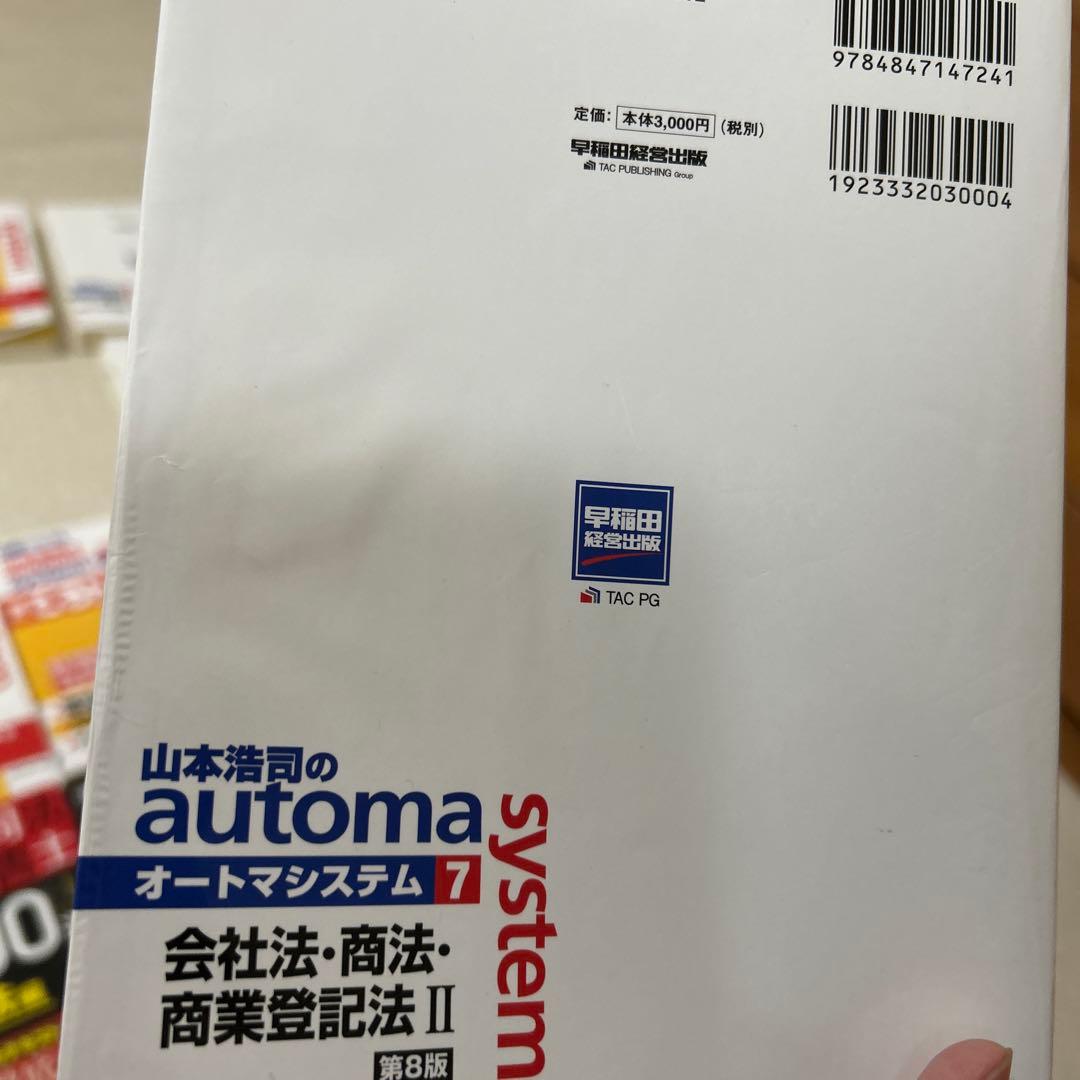 9784847147241
定価：本体3,000円（税別）
早稲田経営出版
TAC PUBLISHING Group
1923332030004
早稲田
経営出版
TAC PG
山本浩司の
automa
system
オートマシステム 7
会社法・商法・
商業登記法Ⅱ
第8版